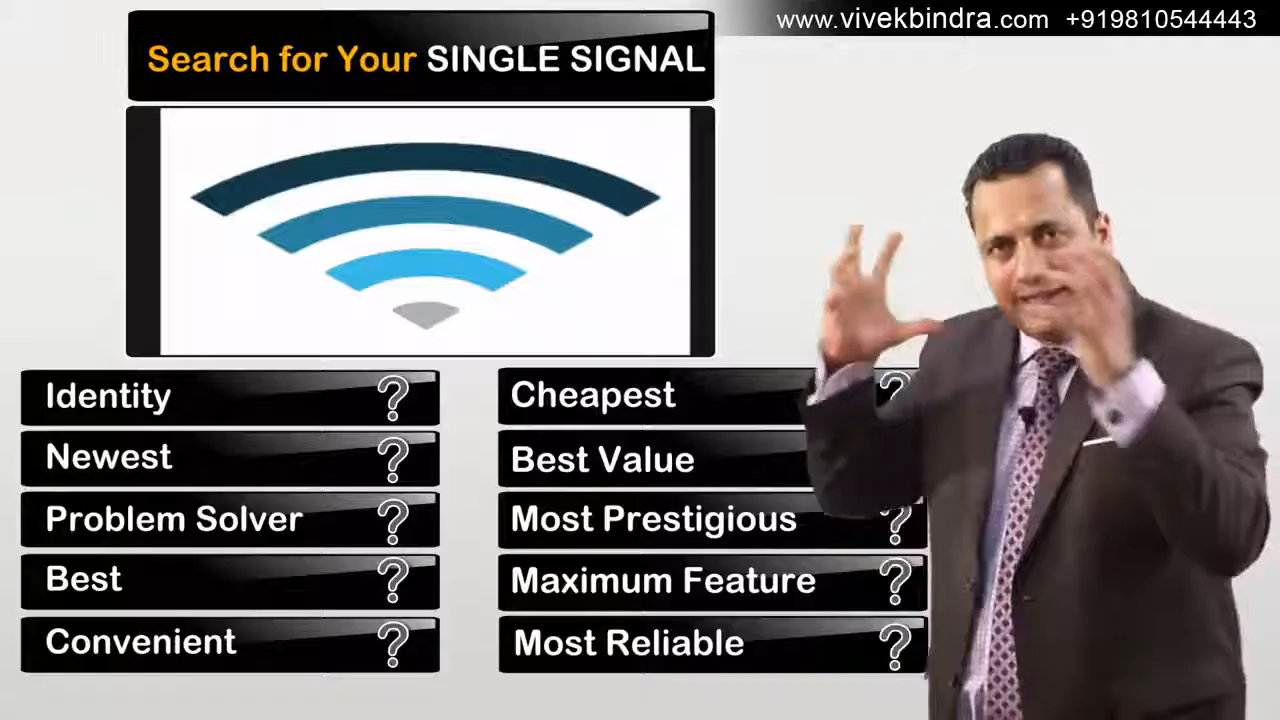 www.vivekbindra.com +919810544443
Search for Your SINGLE SIGNAL
Identity ?
Newest ?
Problem Solver ?
Best ?
Convenient ?
Cheapest ?
Best Value
Most Prestigious ?
Maximum Feature ?
Most Reliable ?